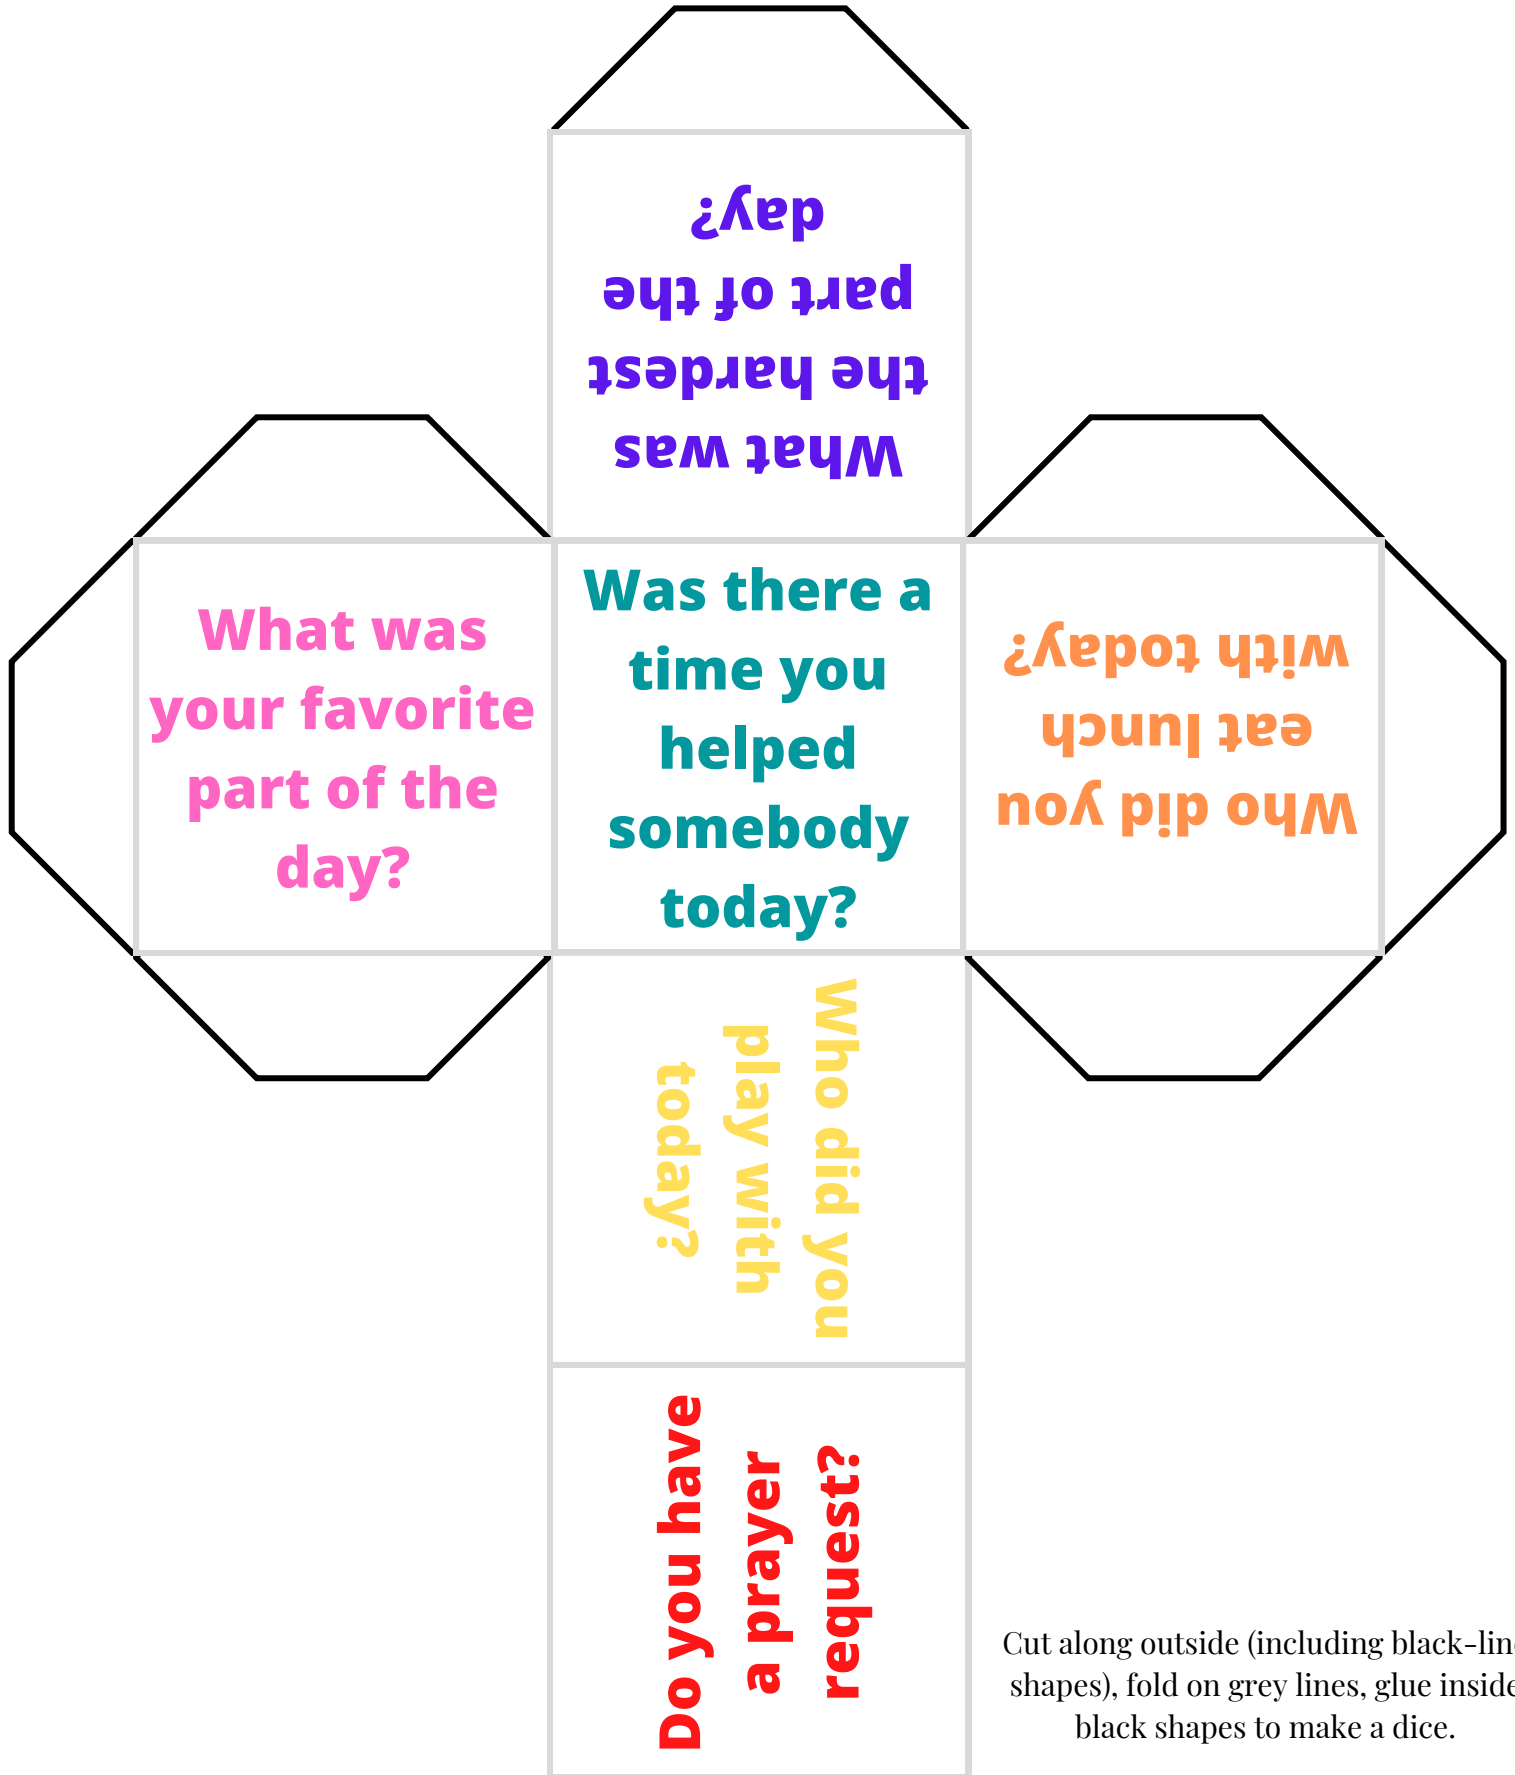 What was
the hardest
part of the
day?
What was
your favorite
part of the
day?
Was there a
time you
helped
somebody
today?
Who did you
eat lunch
with today?
Who did you
play with
today?
Do you have
a prayer
request?
Cut along outside (including black-lin
shapes), fold on grey lines, glue inside
black shapes to make a dice.